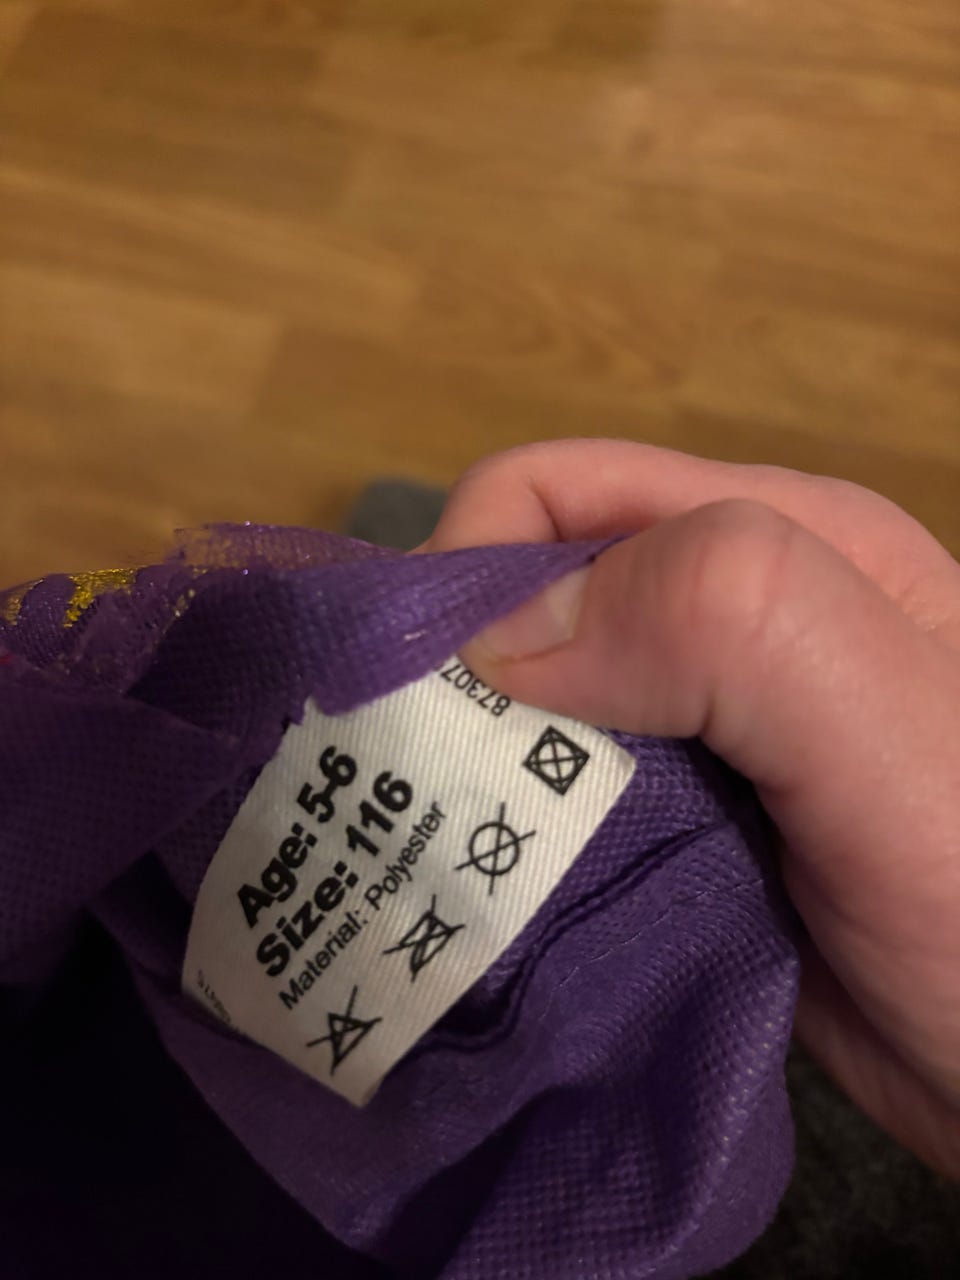 Age: 5-6
Size: 116
Material: Polyester
87307